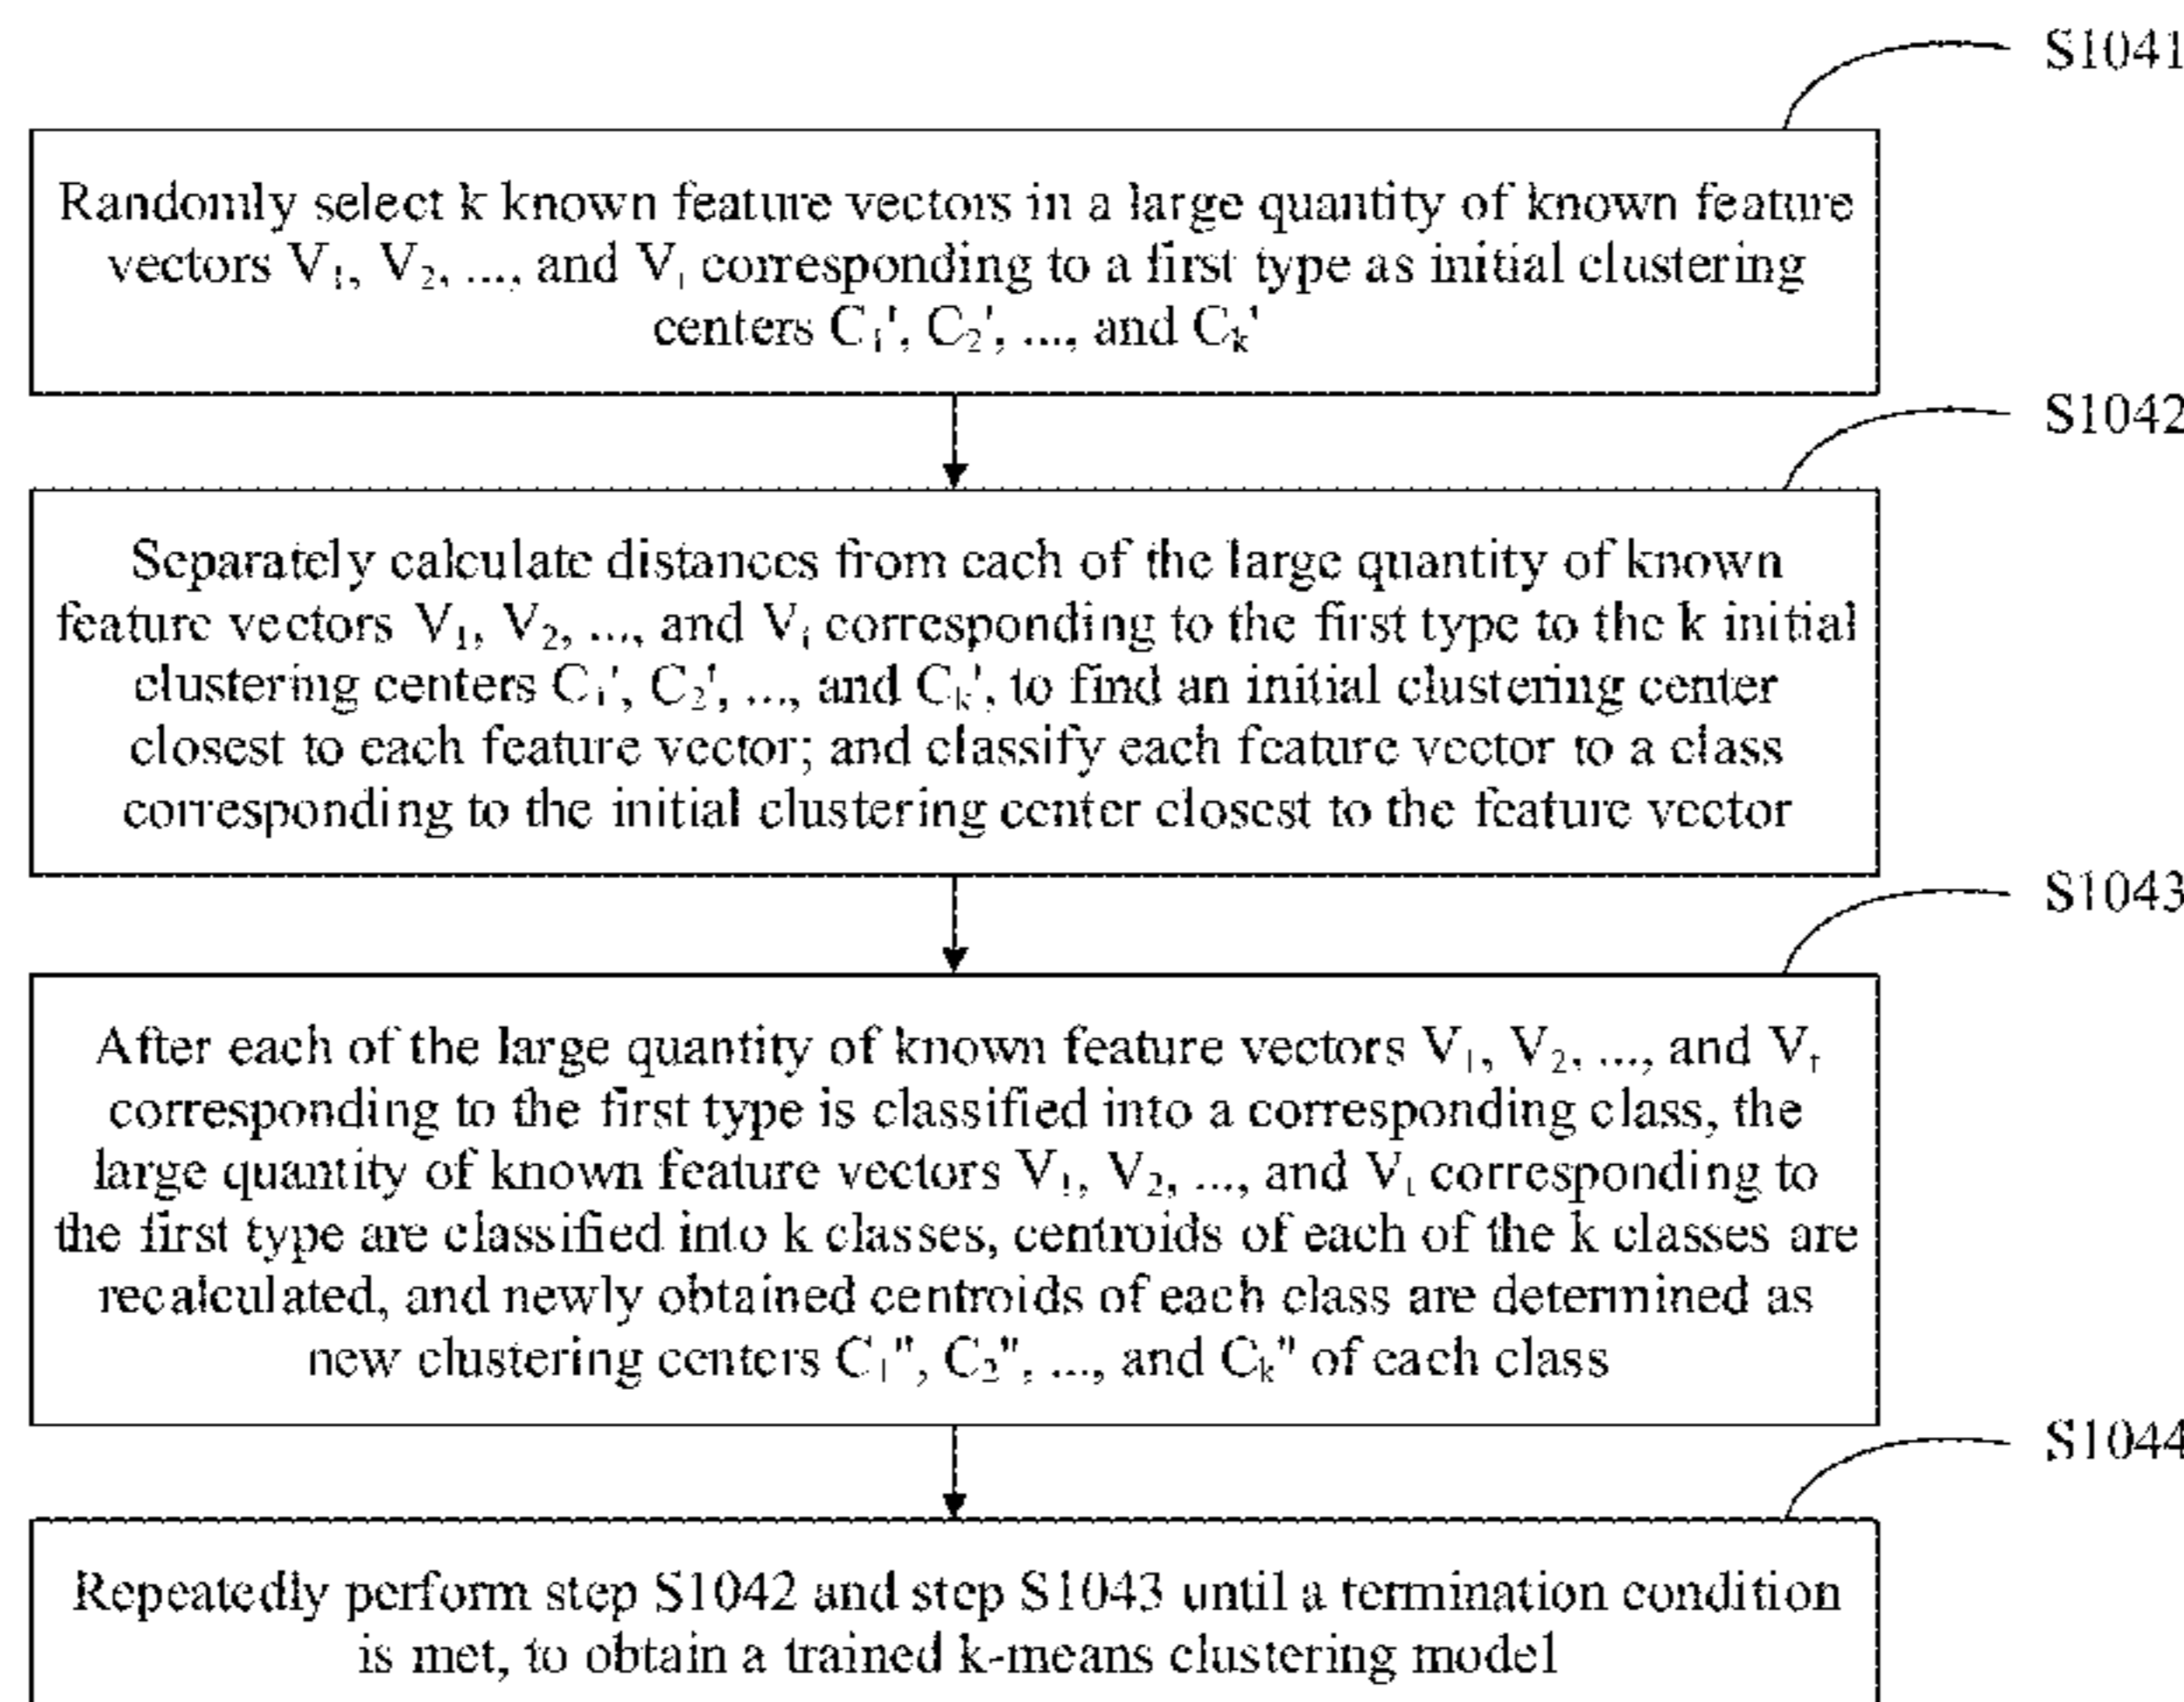 S1041
Randomly select k known feature vectors in a large quantity of known feature
vectors V₁, V₂, ..., and Vₜ corresponding to a first type as initial clustering
centers C₁', C₂', ..., and Cₖ'
S1042
Separately calculate distances from each of the large quantity of known
feature vectors V₁, V₂, ..., and Vₜ corresponding to the first type to the k initial
clustering centers C₁', C₂', ..., and Cₖ', to find an initial clustering center
closest to each feature vector; and classify each feature vector to a class
corresponding to the initial clustering center closest to the feature vector
S1043
After each of the large quantity of known feature vectors V₁, V₂, ..., and Vₜ
corresponding to the first type is classified into a corresponding class, the
large quantity of known feature vectors V₁, V₂, ..., and Vₜ corresponding to
the first type are classified into k classes, centroids of each of the k classes are
recalculated, and newly obtained centroids of each class are determined as
new clustering centers C₁", C₂", ..., and Cₖ" of each class
S1044
Repeatedly perform step S1042 and step S1043 until a termination condition
is met, to obtain a trained k-means clustering model